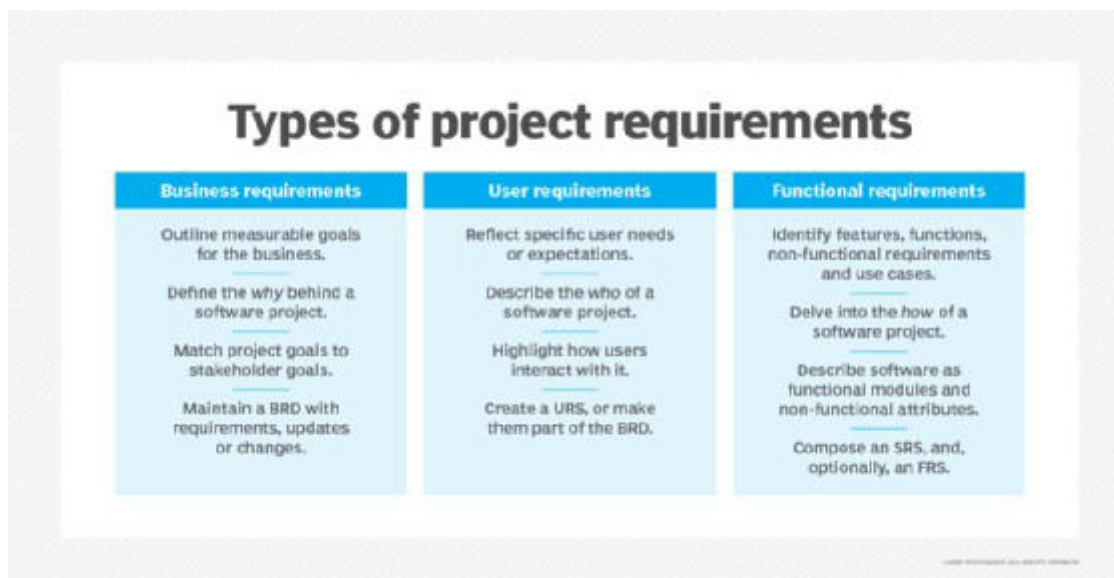 Types of project requirements
Business requirements
Outline measurable goals
for the business.
Define the why behind a
software project.
Match project goals to
stakeholder goals.
Maintain a BRD with
requirements, updates
or changes.
User requirements
Reflect specific user needs
or expectations.
Describe the who of a
software project.
Highlight how users
interact with it.
Create a URS, or make
them part of the BRD.
Functional requirements
Identify features, functions,
non-functional requirements
and use cases.
Delve into the how of a
software project.
Describe software as
functional modules and
non-functional attributes.
Compose an SRS, and,
optionally, an FRS.